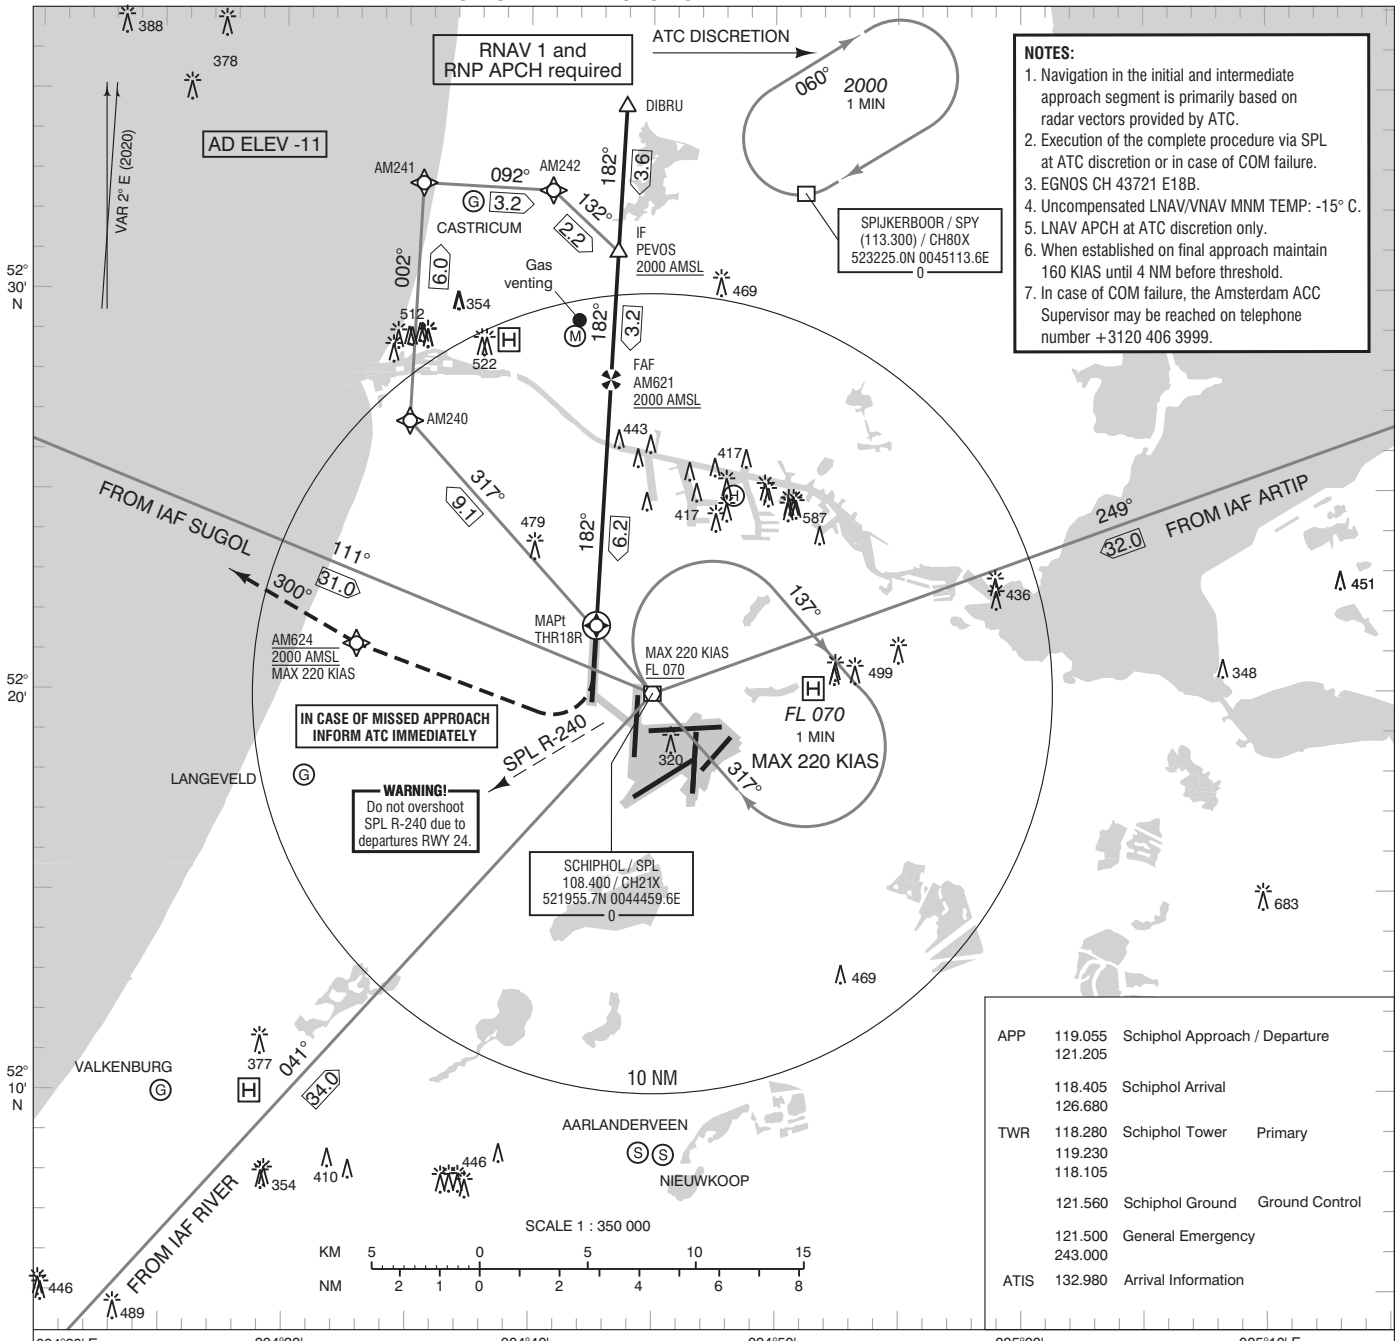 388
378
VAR 2° E (2020)
AD ELEV -11
RNAV 1 and
RNP APCH required
ATC DISCRETION
060°
2000
1 MIN
NOTES:
1. Navigation in the initial and intermediate
approach segment is primarily based on
radar vectors provided by ATC.
2. Execution of the complete procedure via SPL
at ATC discretion or in case of COM failure.
3. EGNOS CH 43721 E18B.
4. Uncompensated LNAV/VNAV MNM TEMP: -15° C.
5. LNAV APCH at ATC discretion only.
6. When established on final approach maintain
160 KIAS until 4 NM before threshold.
7. In case of COM failure, the Amsterdam ACC
Supervisor may be reached on telephone
number +3120 406 3999.
DIBRU
182°
3.6
AM241
092°
AM242
G
3.2
CASTRICUM
132°
2.2
IF
PEVOS
2000 AMSL
SPIJKERBOOR / SPY
(113.300) / CH80X
523225.0N 0045113.6E
0
002°
6.0
Gas
venting
52°
30'
N
354
469
512
522
H
M
182°
3.2
FAF
AM621
2000 AMSL
AM240
443
417
H
417
587
FROM IAF SUGOL
317°
9.1
479
182°
6.2
249°
FROM IAF ARTIP
32.0
111°
31.0
300°
436
451
137°
MAPt
THR18R
AM624
2000 AMSL
MAX 220 KIAS
MAX 220 KIAS
FL 070
499
348
52°
20'
H
FL 070
1 MIN
MAX 220 KIAS
IN CASE OF MISSED APPROACH
INFORM ATC IMMEDIATELY
SPL R-240
320
317°
LANGEVELD
G
WARNING!
Do not overshoot
SPL R-240 due to
departures RWY 24.
SCHIPHOL / SPL
108.400 / CH21X
521955.7N 0044459.6E
0
683
469
377
VALKENBURG
G
H
041°
34.0
52°
10'
N
10 NM
AARLANDERVEEN
S
S
NIEUWKOOP
354
410
446
FROM IAF RIVER
446
489
SCALE 1 : 350 000
KM 5 0 5 10 15
NM 2 1 0 2 4 6 8
APP 119.055 Schiphol Approach / Departure
121.205
118.405 Schiphol Arrival
126.680
TWR 118.280 Schiphol Tower Primary
119.230
118.105
121.560 Schiphol Ground Ground Control
121.500 General Emergency
243.000
ATIS 132.980 Arrival Information